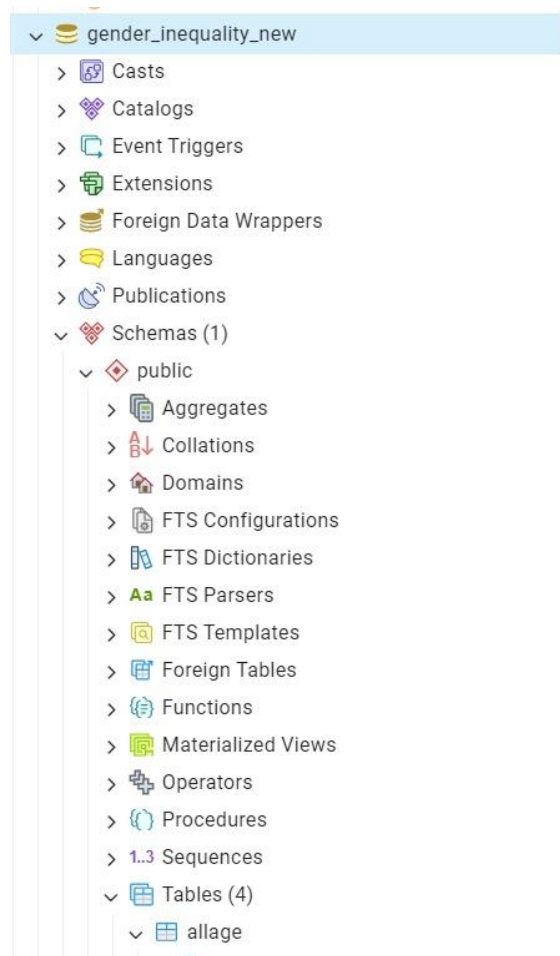 gender_inequality_new
Casts
Catalogs
Event Triggers
Extensions
Foreign Data Wrappers
Languages
Publications
Schemas (1)
public
Aggregates
A
B Collations
Domains
FTS Configurations
FTS Dictionaries
Aa FTS Parsers
FTS Templates
Foreign Tables
Functions
Materialized Views
Operators
Procedures
1..3 Sequences
Tables (4)
allage